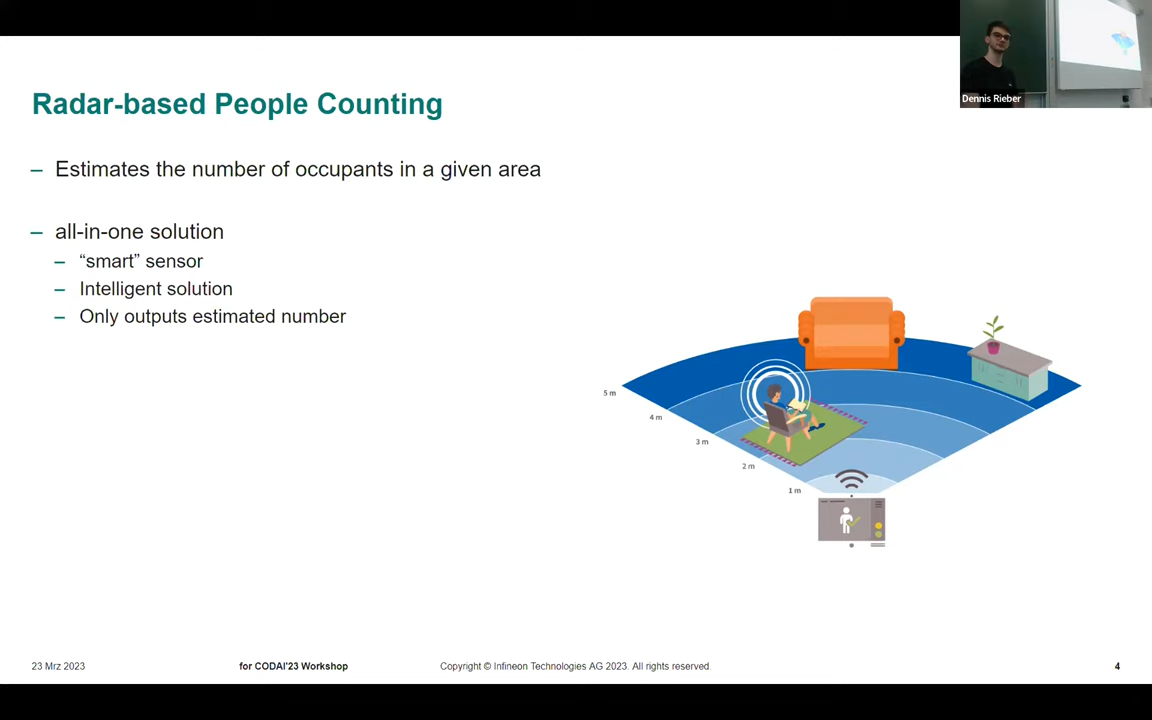 Dennis Rieber
Radar-based People Counting
– Estimates the number of occupants in a given area
– all-in-one solution
– “smart” sensor
– Intelligent solution
– Only outputs estimated number
5 m
4 m
3 m
2 m
1 m
23 Mrz 2023
for CODAI'23 Workshop
Copyright © Infineon Technologies AG 2023. All rights reserved.
4